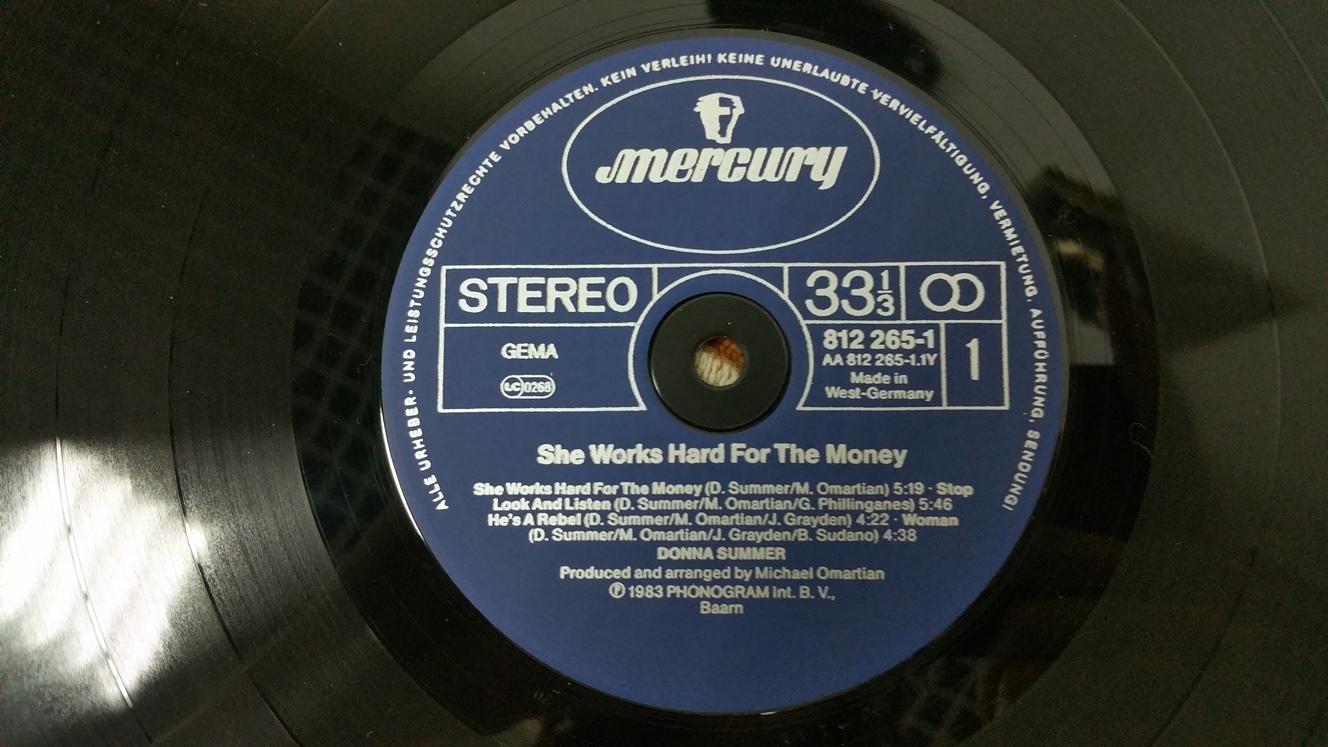 ALLE URHEBER- UND LEISTUNGSSCHUTZRECHTE VORBEHALTEN. KEIN VERLEIH! KEINE UNERLAUBTE VERVIELFÄLTIGUNG, VERMIETUNG, AUFFÜHRUNG, SENDUNG!
mercury
STEREO
33 1/3
GEMA
LC 0268
812 265-1
AA 812 265-1.1Y
Made in
West-Germany
1
She Works Hard For The Money
She Works Hard For The Money (D. Summer/M. Omartian) 5:19 · Stop
Look And Listen (D. Summer/M. Omartian/G. Phillinganes) 5:46
He's A Rebel (D. Summer/M. Omartian/J. Grayden) 4:22 · Woman
(D. Summer/M. Omartian/J. Grayden/B. Sudano) 4:38
DONNA SUMMER
Produced and arranged by Michael Omartian
℗ 1983 PHONOGRAM Int. B. V.,
Baarn